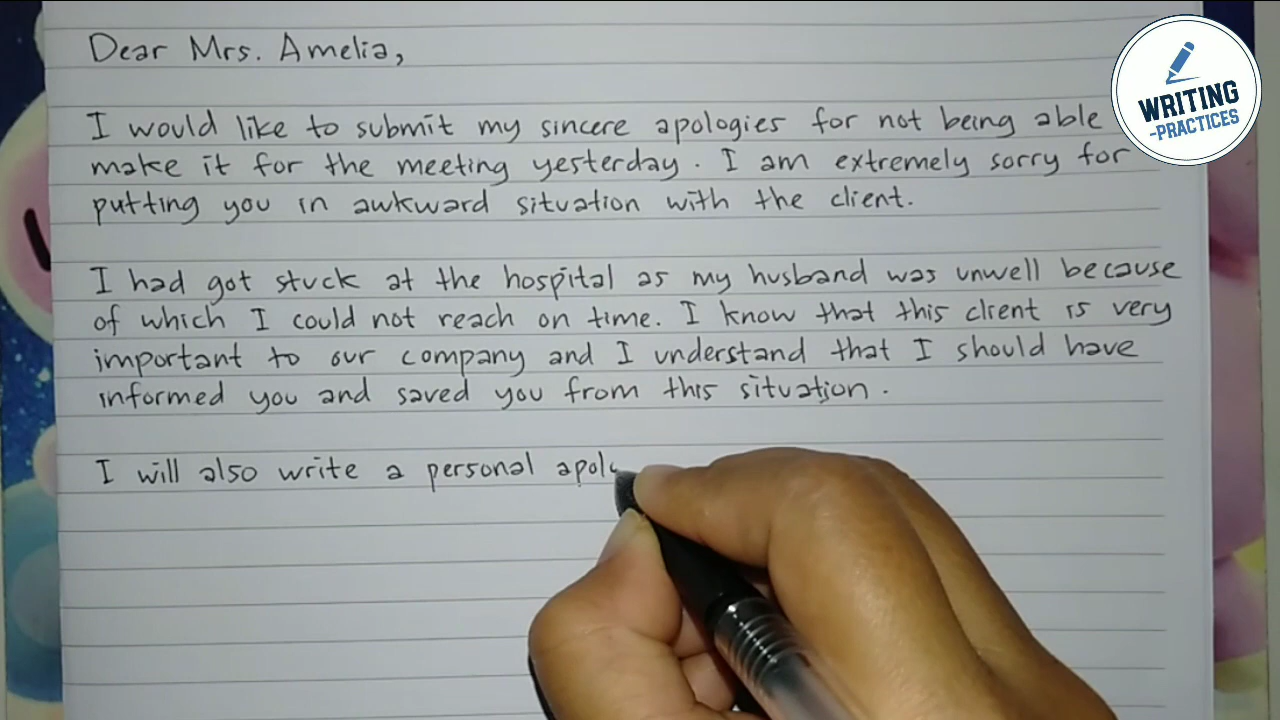 Dear Mrs. Amelia,
I would like to submit my sincere apologies for not being able
make it for the meeting yesterday. I am extremely sorry for
putting you in awkward situation with the client.
I had got stuck at the hospital as my husband was unwell because
of which I could not reach on time. I know that this client is very
important to our company and I understand that I should have
informed you and saved you from this situation.
I will also write a personal apolo
WRITING
-PRACTICES